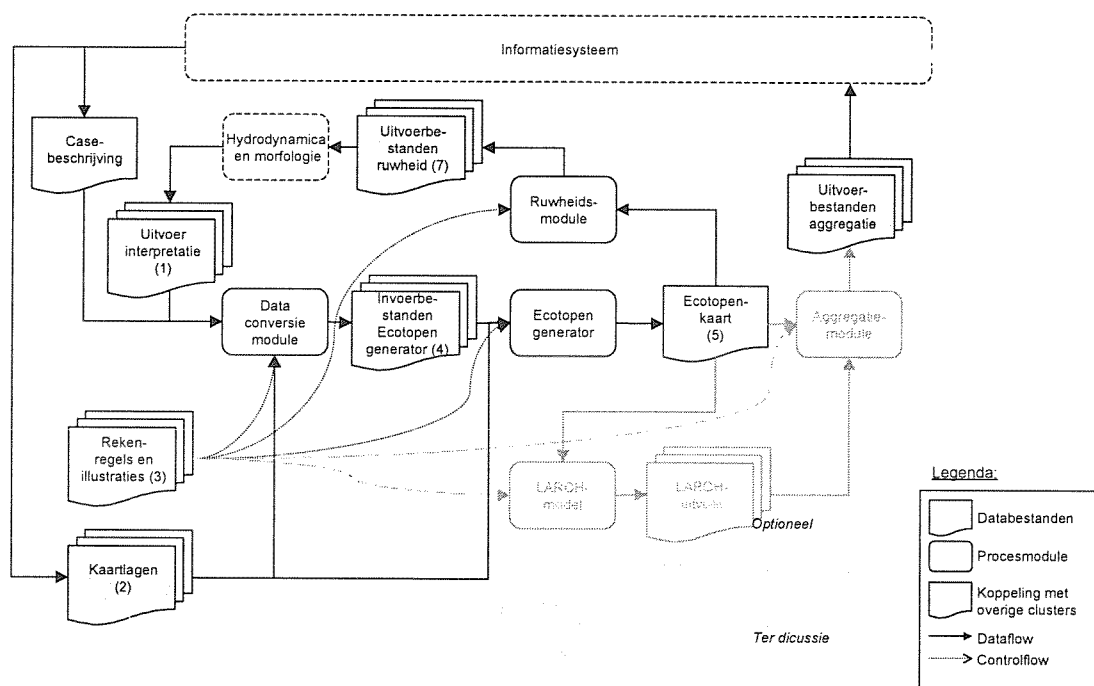 Informatiesysteem
Case-
beschrijving
Hydrodynamica
en morfologie
Uitvoerbe-
standen
ruwheid (7)
Ruwheids-
module
Uitvoer-
bestanden
aggregatie
Uitvoer
interpretatie
(1)
Data
conversie
module
Invoerbe-
standen
Ecotopen
generator (4)
Ecotopen
generator
Ecotopen-
kaart
(5)
Aggregatie-
module
Reken-
regels en
illustraties (3)
LARCH-
model
LARCH-
uitvoer
Optioneel
Kaartlagen
(2)
Ter dicussie
Legenda:
Databestanden
Procesmodule
Koppeling met
overige clusters
Dataflow
Controlflow